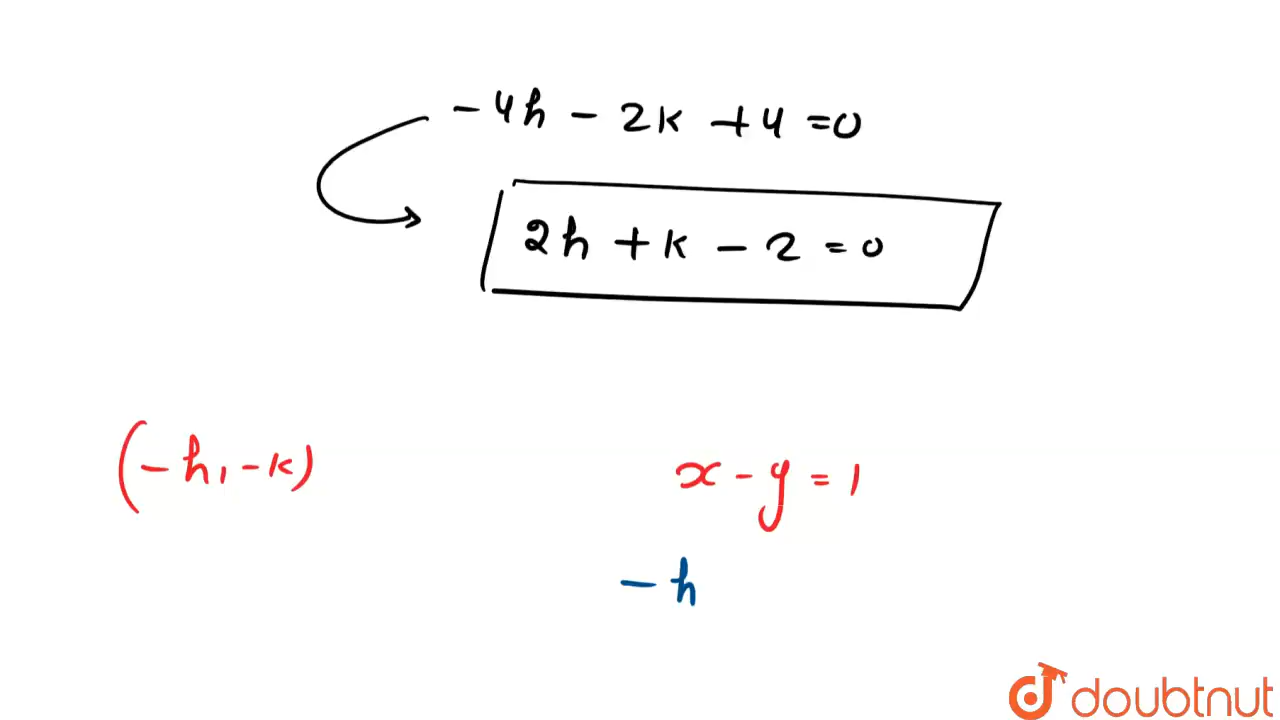 -4h - 2k + 4 = 0
2h + k - 2 = 0
(-h, -k)
x - y = 1
-h
doubtnut